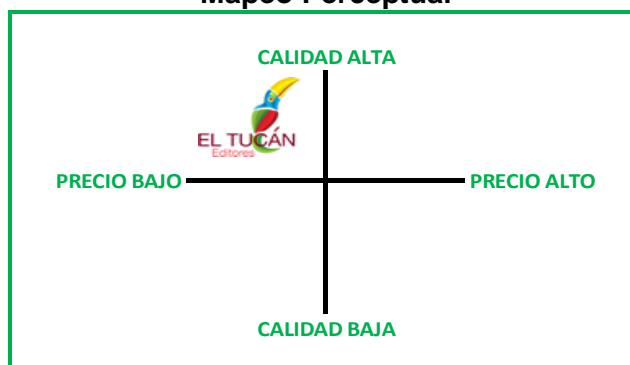 Mapeo Perceptual
CALIDAD ALTA
EL TUCÁN
Editores
PRECIO BAJO
PRECIO ALTO
CALIDAD BAJA